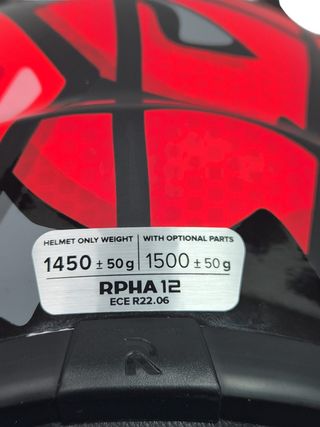 HELMET ONLY WEIGHT | WITH OPTIONAL PARTS
1450 ± 50g | 1500 ± 50g
RPHA 12
ECE R22.06
R